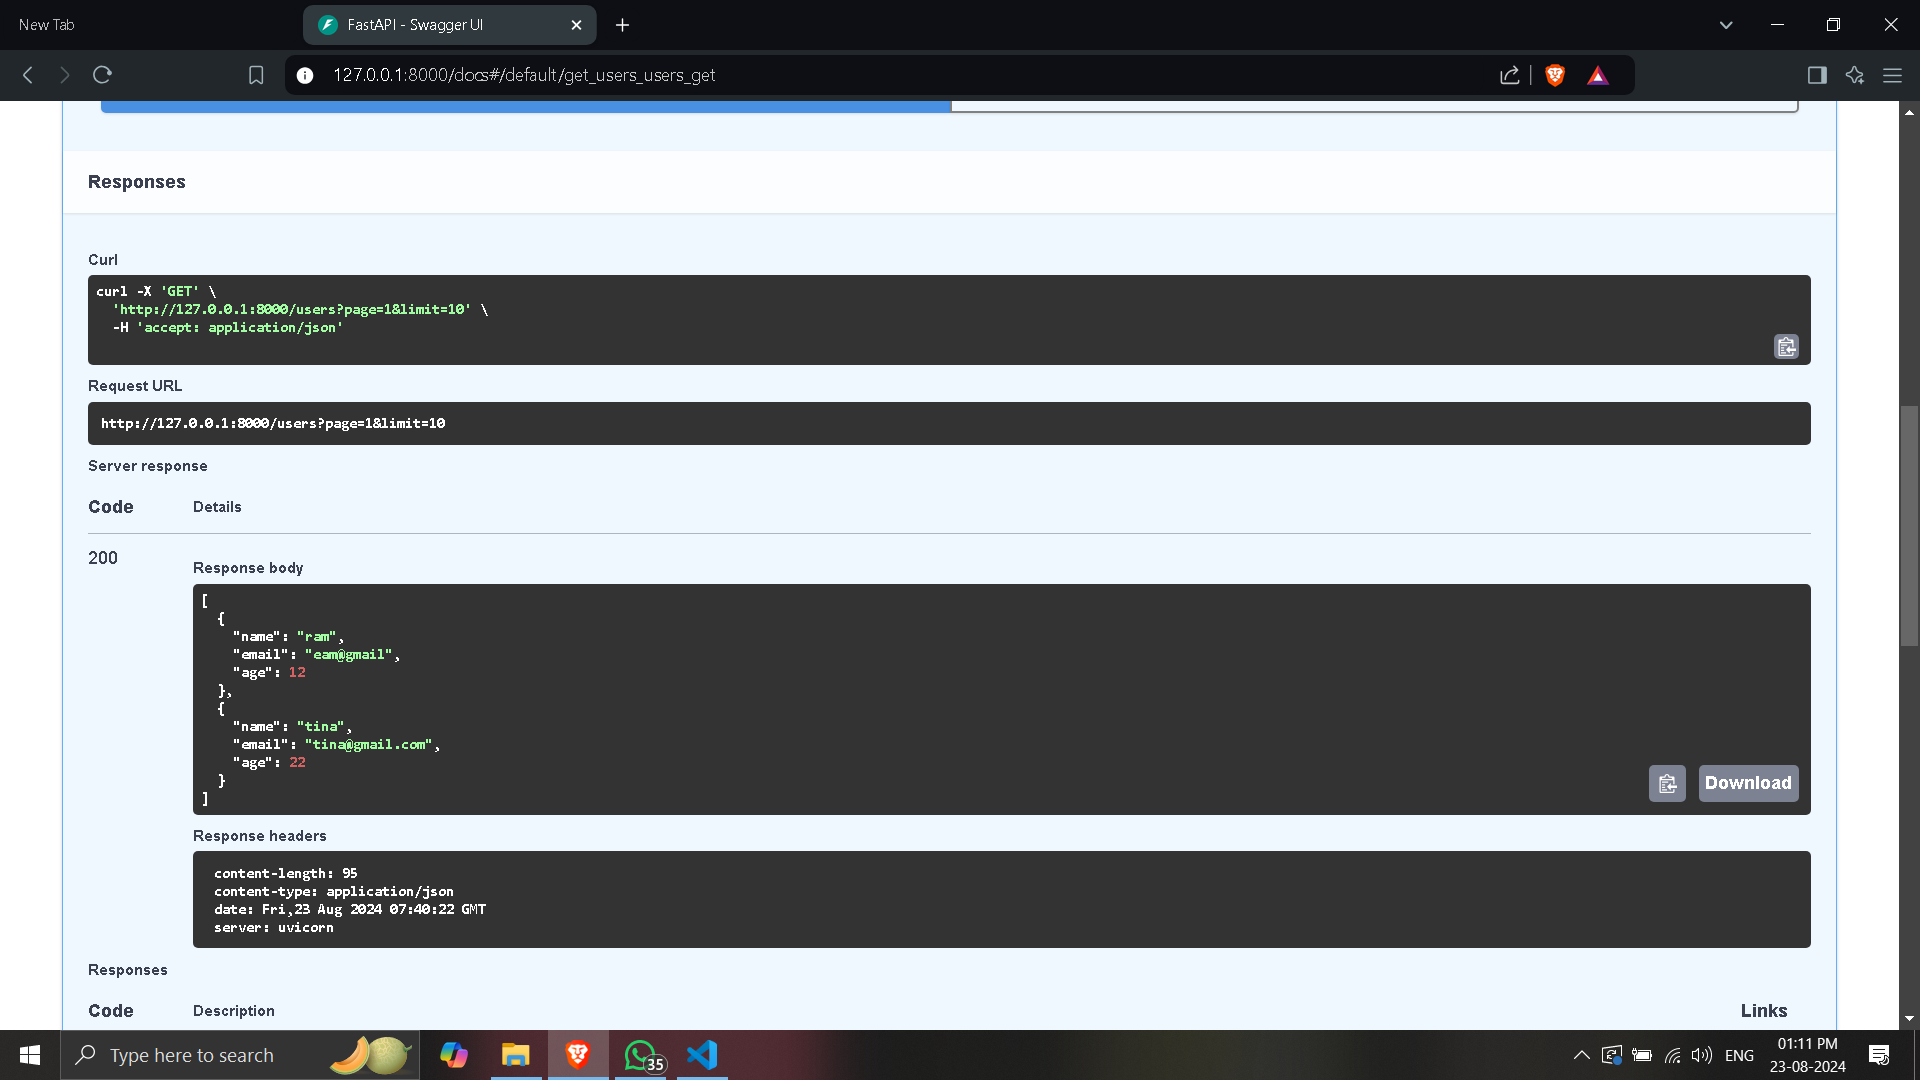 New Tab
FastAPI - Swagger UI
127.0.0.1:8000/docs#/default/get_users_users_get
Responses
Curl
curl -X 'GET' \
'http://127.0.0.1:8000/users?page=1&limit=10' \
-H 'accept: application/json'
Request URL
http://127.0.0.1:8000/users?page=1&limit=10
Server response
Code Details
200
Response body
[
{
"name": "ram",
"email": "eam@gmail",
"age": 12
},
{
"name": "tina",
"email": "tina@gmail.com",
"age": 22
}
]
Download
Response headers
content-length: 95
content-type: application/json
date: Fri,23 Aug 2024 07:40:22 GMT
server: uvicorn
Responses
Code Description Links
Type here to search
35
ENG
01:11 PM
23-08-2024